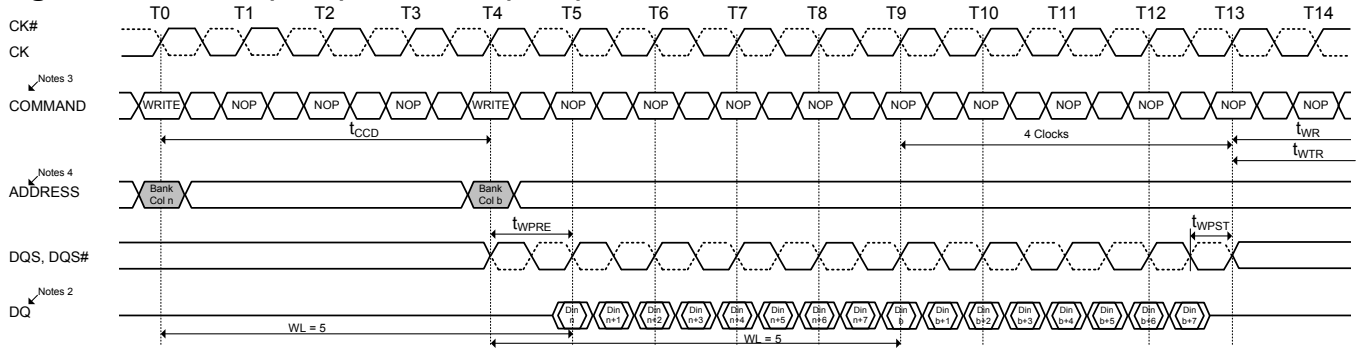 T0 T1 T2 T3 T4 T5 T6 T7 T8 T9 T10 T11 T12 T13 T14
CK#
CK
Notes 3
COMMAND WRITE NOP NOP NOP WRITE NOP NOP NOP NOP NOP NOP NOP NOP NOP NOP
tCCD 4 Clocks tWR
tWTR
Notes 4
ADDRESS Bank Col n Bank Col b
tWPRE tWPST
DQS, DQS#
Notes 2
DQ Din n Din n+1 Din n+2 Din n+3 Din n+4 Din n+5 Din n+6 Din n+7 Din b Din b+1 Din b+2 Din b+3 Din b+4 Din b+5 Din b+6 Din b+7
WL = 5 WL = 5